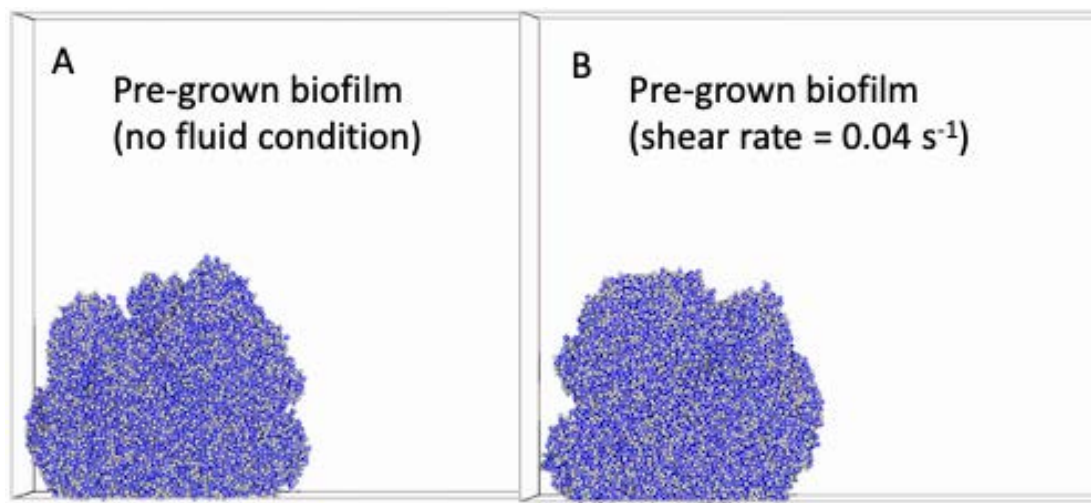 A
Pre-grown biofilm
(no fluid condition)
B
Pre-grown biofilm
(shear rate = 0.04 s⁻¹)